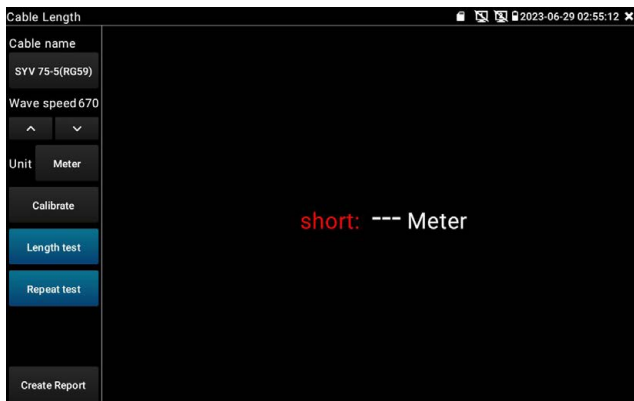 Cable Length
2023-06-29 02:55:12
Cable name
SYV 75-5(RG59)
Wave speed 670
Unit Meter
Calibrate
short: --- Meter
Length test
Repeat test
Create Report